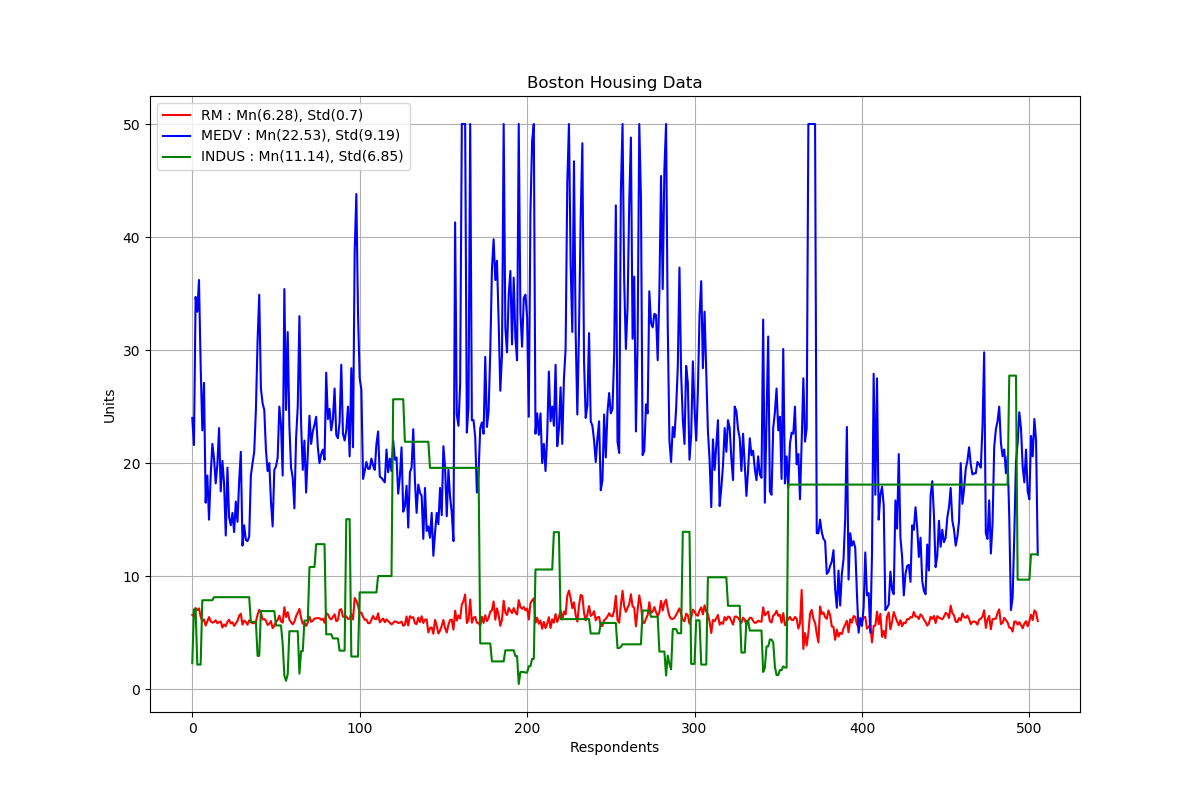 Boston Housing Data
RM : Mn(6.28), Std(0.7)
MEDV : Mn(22.53), Std(9.19)
INDUS : Mn(11.14), Std(6.85)
50
40
30
20
10
0
Units
0 100 200 300 400 500
Respondents